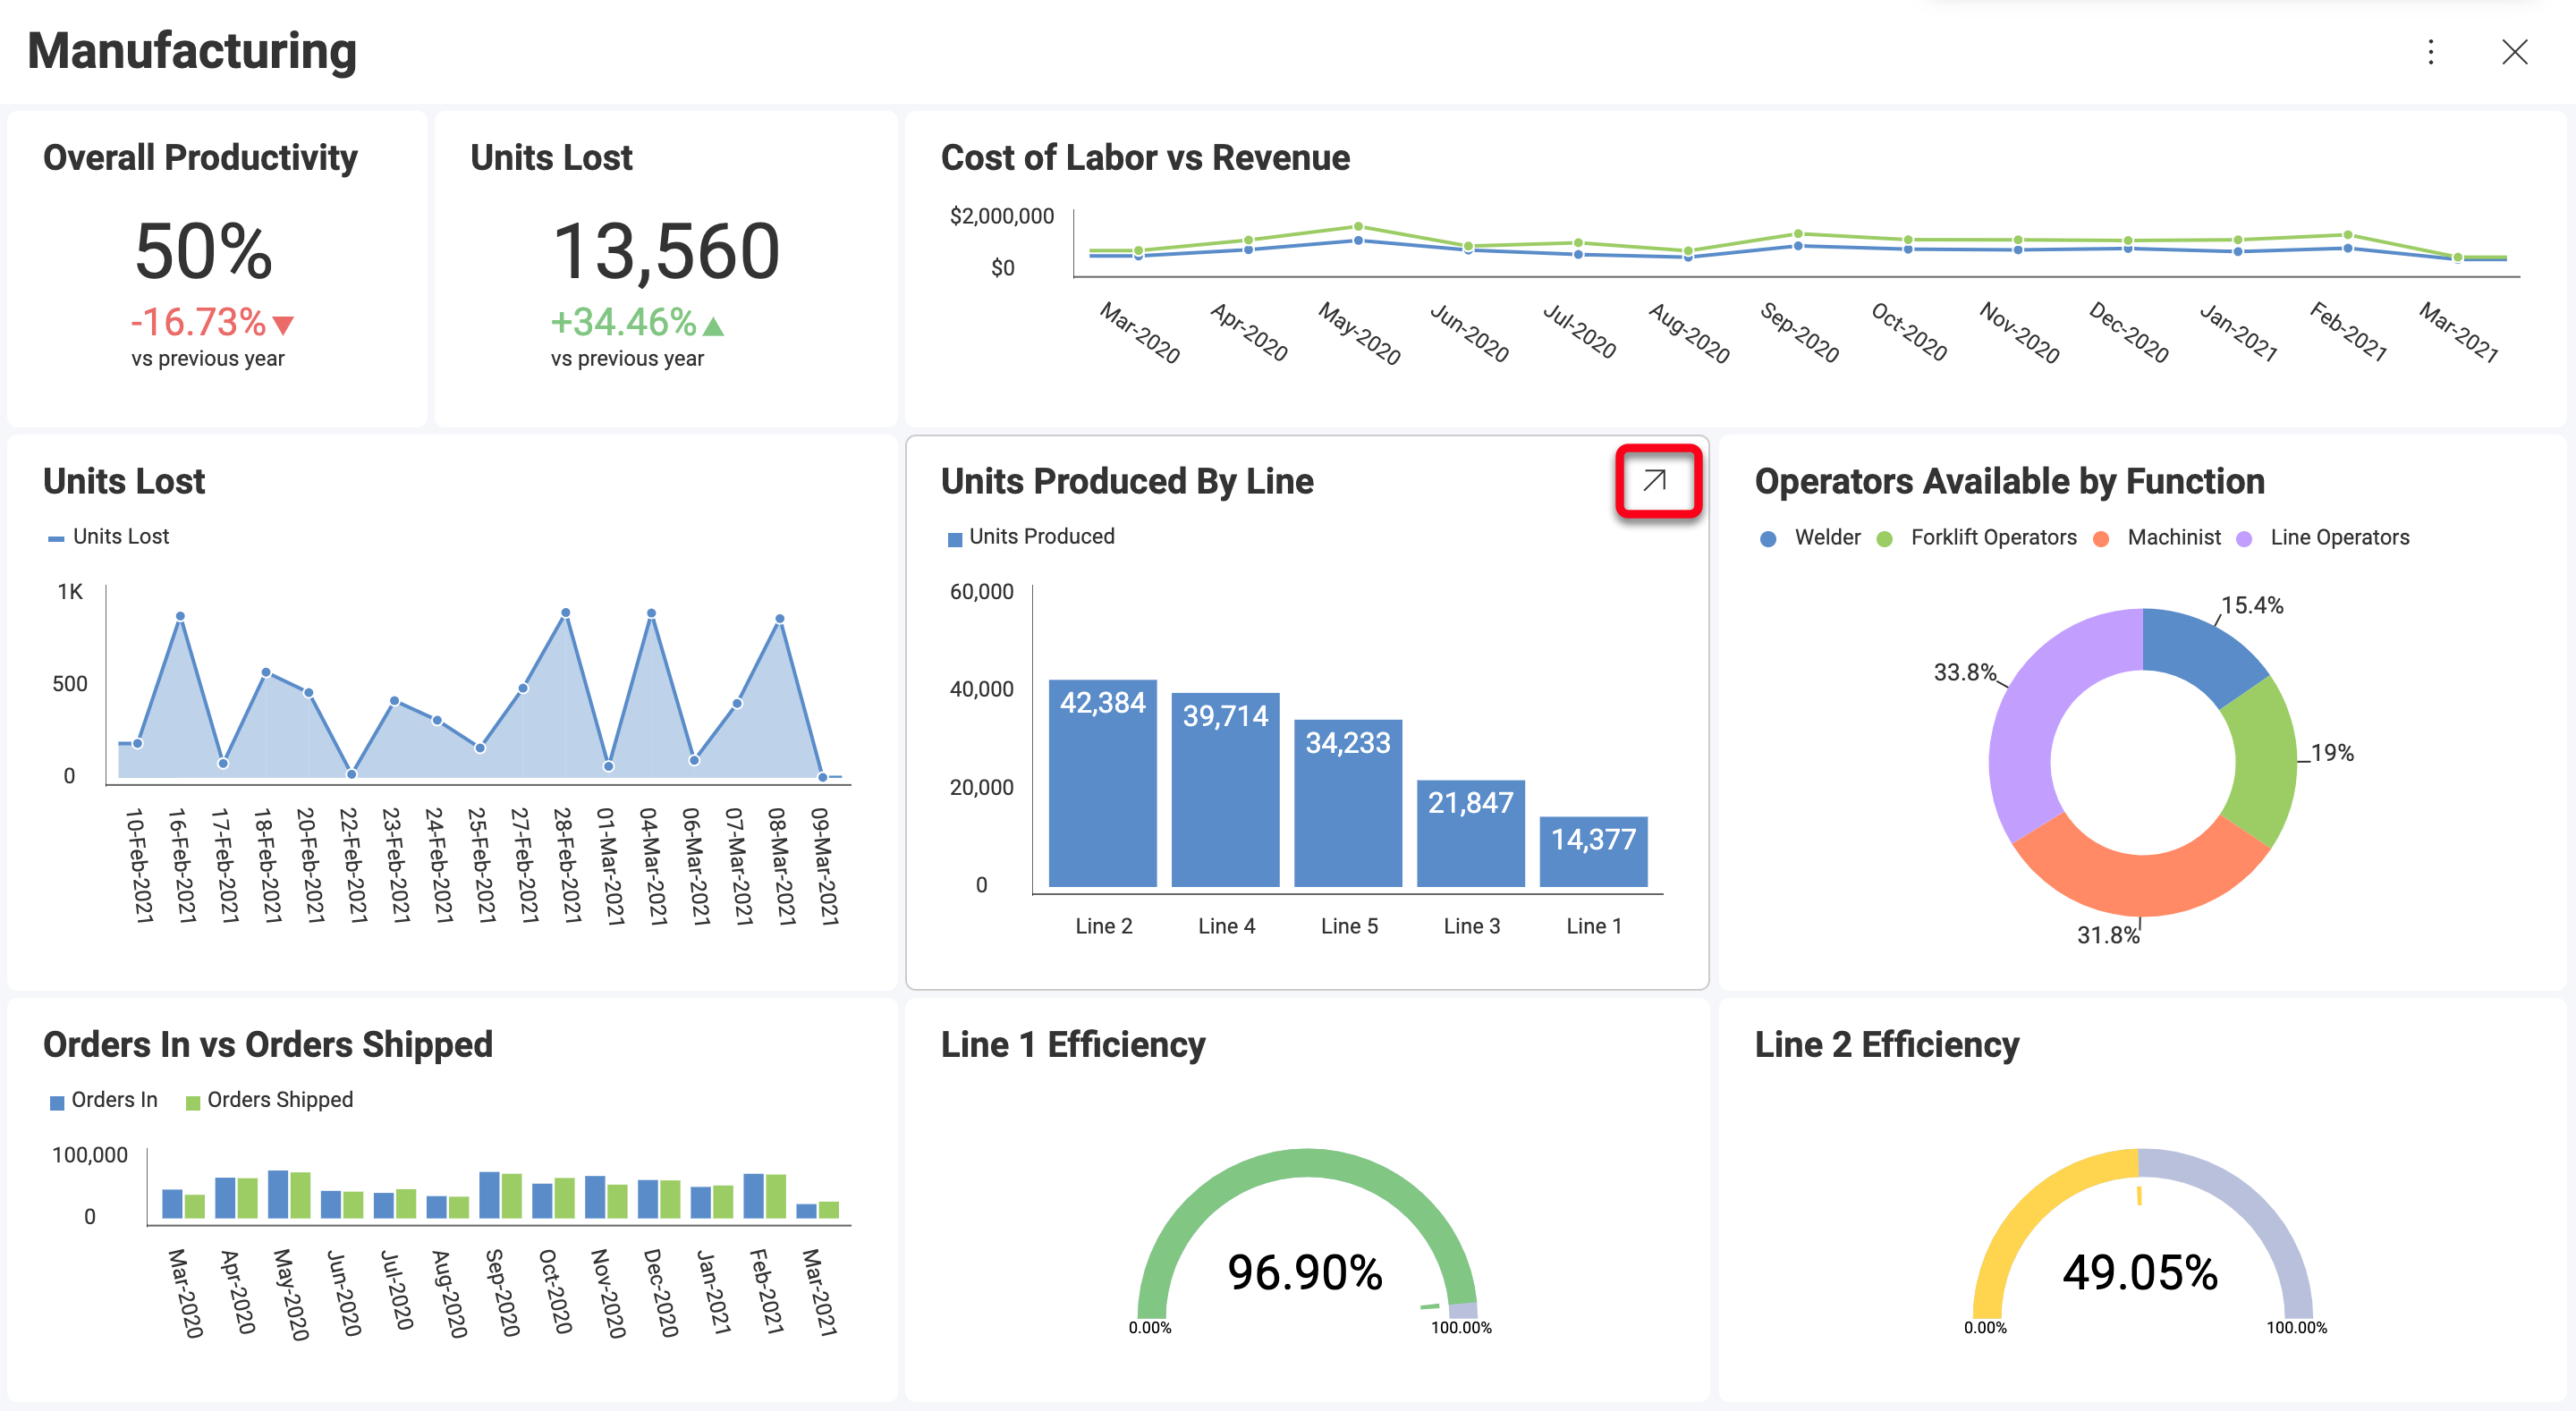 Manufacturing
Overall Productivity
50%
-16.73%
vs previous year
Units Lost
13,560
+34.46%
vs previous year
Cost of Labor vs Revenue
$2,000,000
$0
Mar-2020 Apr-2020 May-2020 Jun-2020 Jul-2020 Aug-2020 Sep-2020 Oct-2020 Nov-2020 Dec-2020 Jan-2021 Feb-2021 Mar-2021
Units Lost
Units Lost
1K
500
0
10-Feb-2021 16-Feb-2021 17-Feb-2021 18-Feb-2021 20-Feb-2021 22-Feb-2021 23-Feb-2021 24-Feb-2021 25-Feb-2021 27-Feb-2021 28-Feb-2021 01-Mar-2021 04-Mar-2021 06-Mar-2021 07-Mar-2021 08-Mar-2021 09-Mar-2021
Units Produced By Line
Units Produced
60,000
40,000
20,000
0
42,384 39,714 34,233 21,847 14,377
Line 2 Line 4 Line 5 Line 3 Line 1
Operators Available by Function
Welder Forklift Operators Machinist Line Operators
15.4%
33.8%
19%
31.8%
Orders In vs Orders Shipped
Orders In Orders Shipped
100,000
0
Mar-2020 Apr-2020 May-2020 Jun-2020 Jul-2020 Aug-2020 Sep-2020 Oct-2020 Nov-2020 Dec-2020 Jan-2021 Feb-2021 Mar-2021
Line 1 Efficiency
96.90%
0.00% 100.00%
Line 2 Efficiency
49.05%
0.00% 100.00%